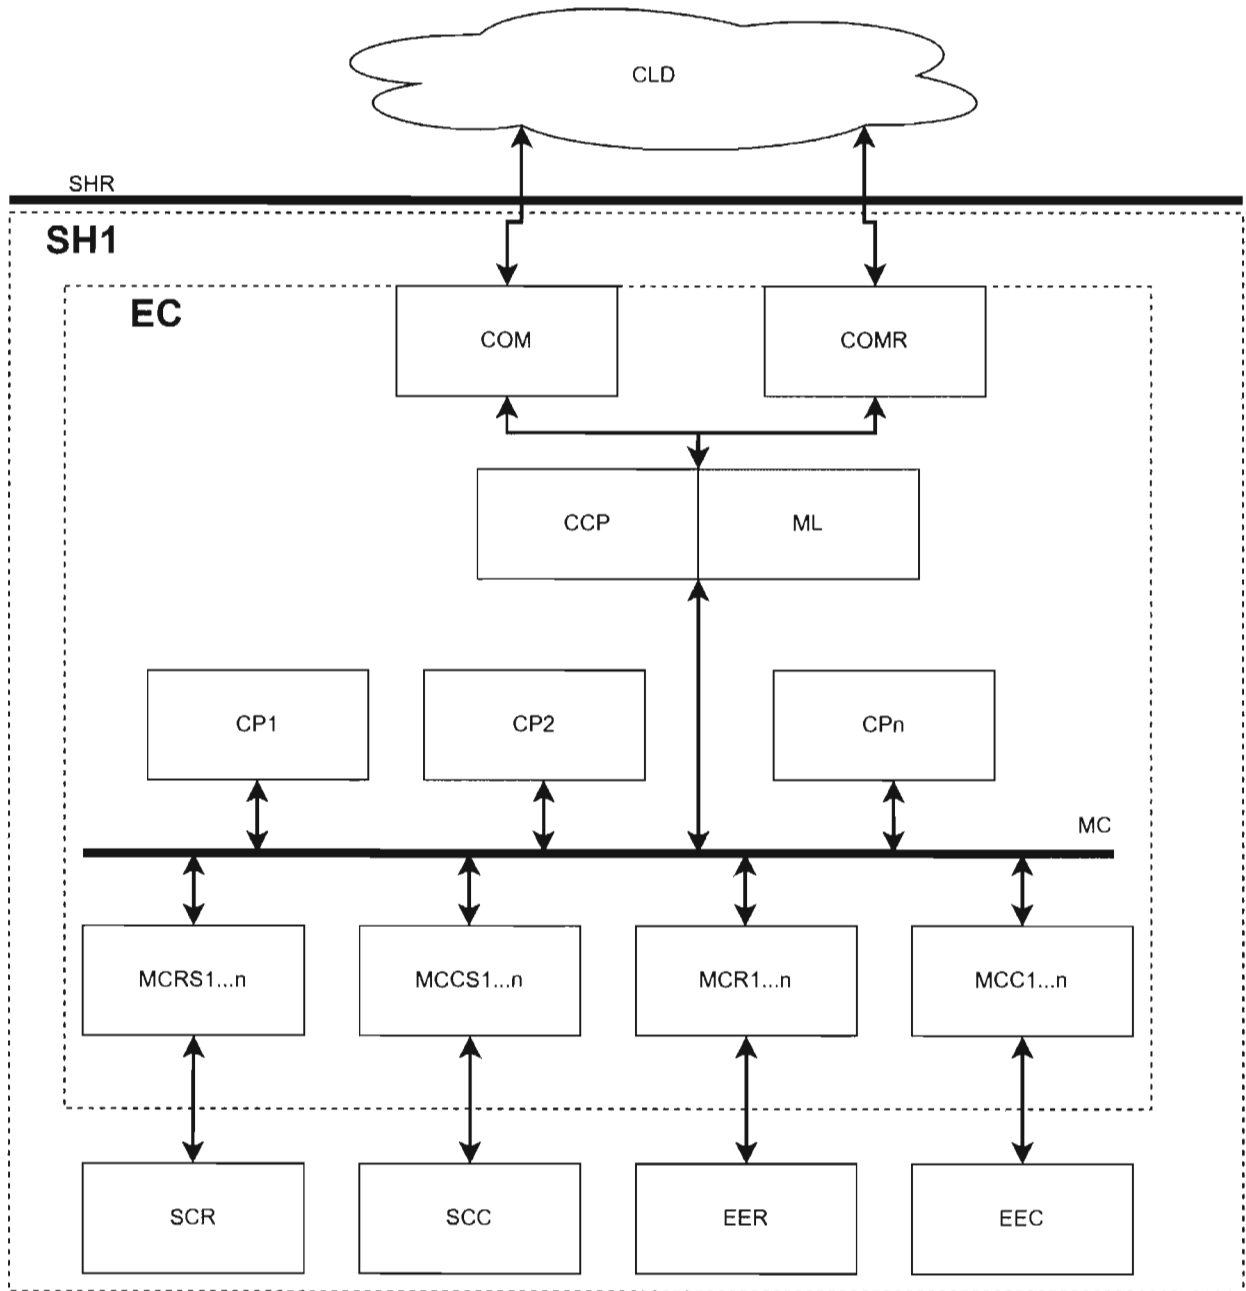 CLD
SHR
SH1
EC
COM
COMR
CCP
ML
CP1
CP2
CPn
MC
MCRS1...n
MCCS1...n
MCR1...n
MCC1...n
SCR
SCC
EER
EEC